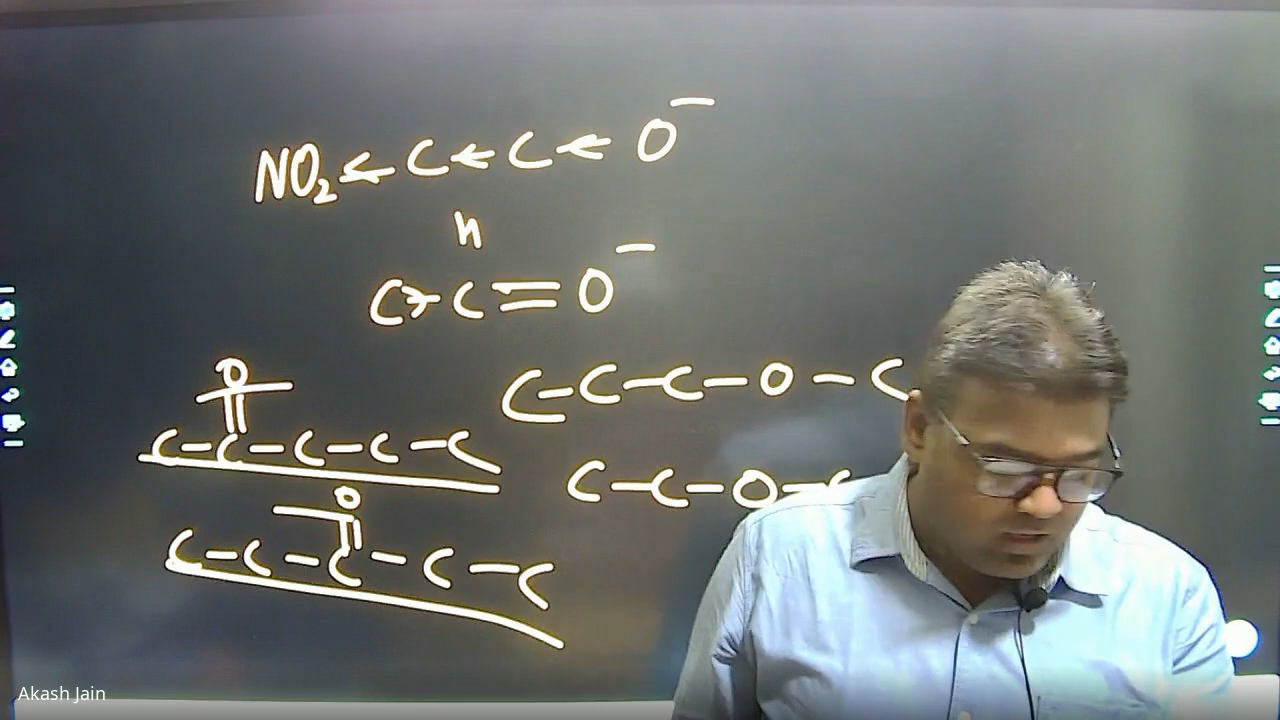 NO₂ ← C ← C ← O⁻
n
C > C = O⁻
O
||
C - C - C - C - C
C - C - C - O - C
O
||
C - C - C - C - C
C - C - O - C
Akash Jain